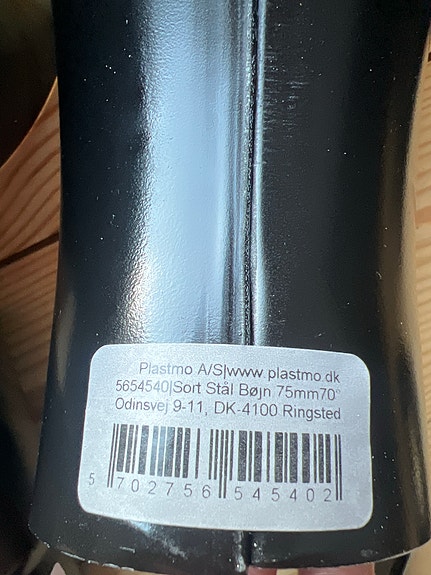 Plastmo A/S|www.plastmo.dk
5654540|Sort Stål Bøjn.75mm70°
Odinsvej 9-11, DK-4100 Ringsted
5 702756 545402